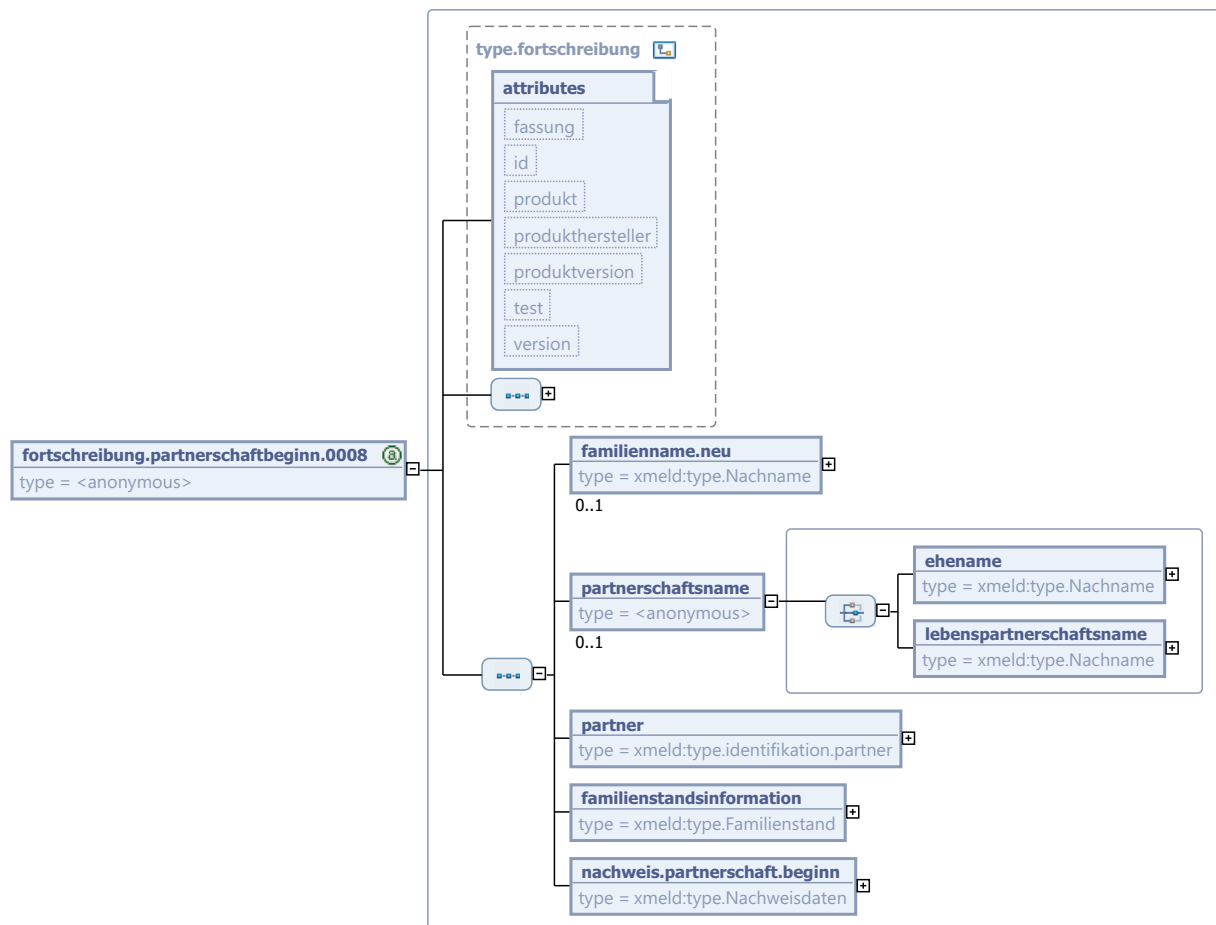 type.fortschreibung
attributes
fassung
id
produkt
produkthersteller
produktversion
test
version
fortschreibung.partnerschaftbeginn.0008
type = <anonymous>
familienname.neu
type = xmeld:type.Nachname
0..1
partnerschaftsname
type = <anonymous>
0..1
ehename
type = xmeld:type.Nachname
lebenspartnerschaftsname
type = xmeld:type.Nachname
partner
type = xmeld:type.identifikation.partner
familienstandsinformation
type = xmeld:type.Familienstand
nachweis.partnerschaft.beginn
type = xmeld:type.Nachweisdaten